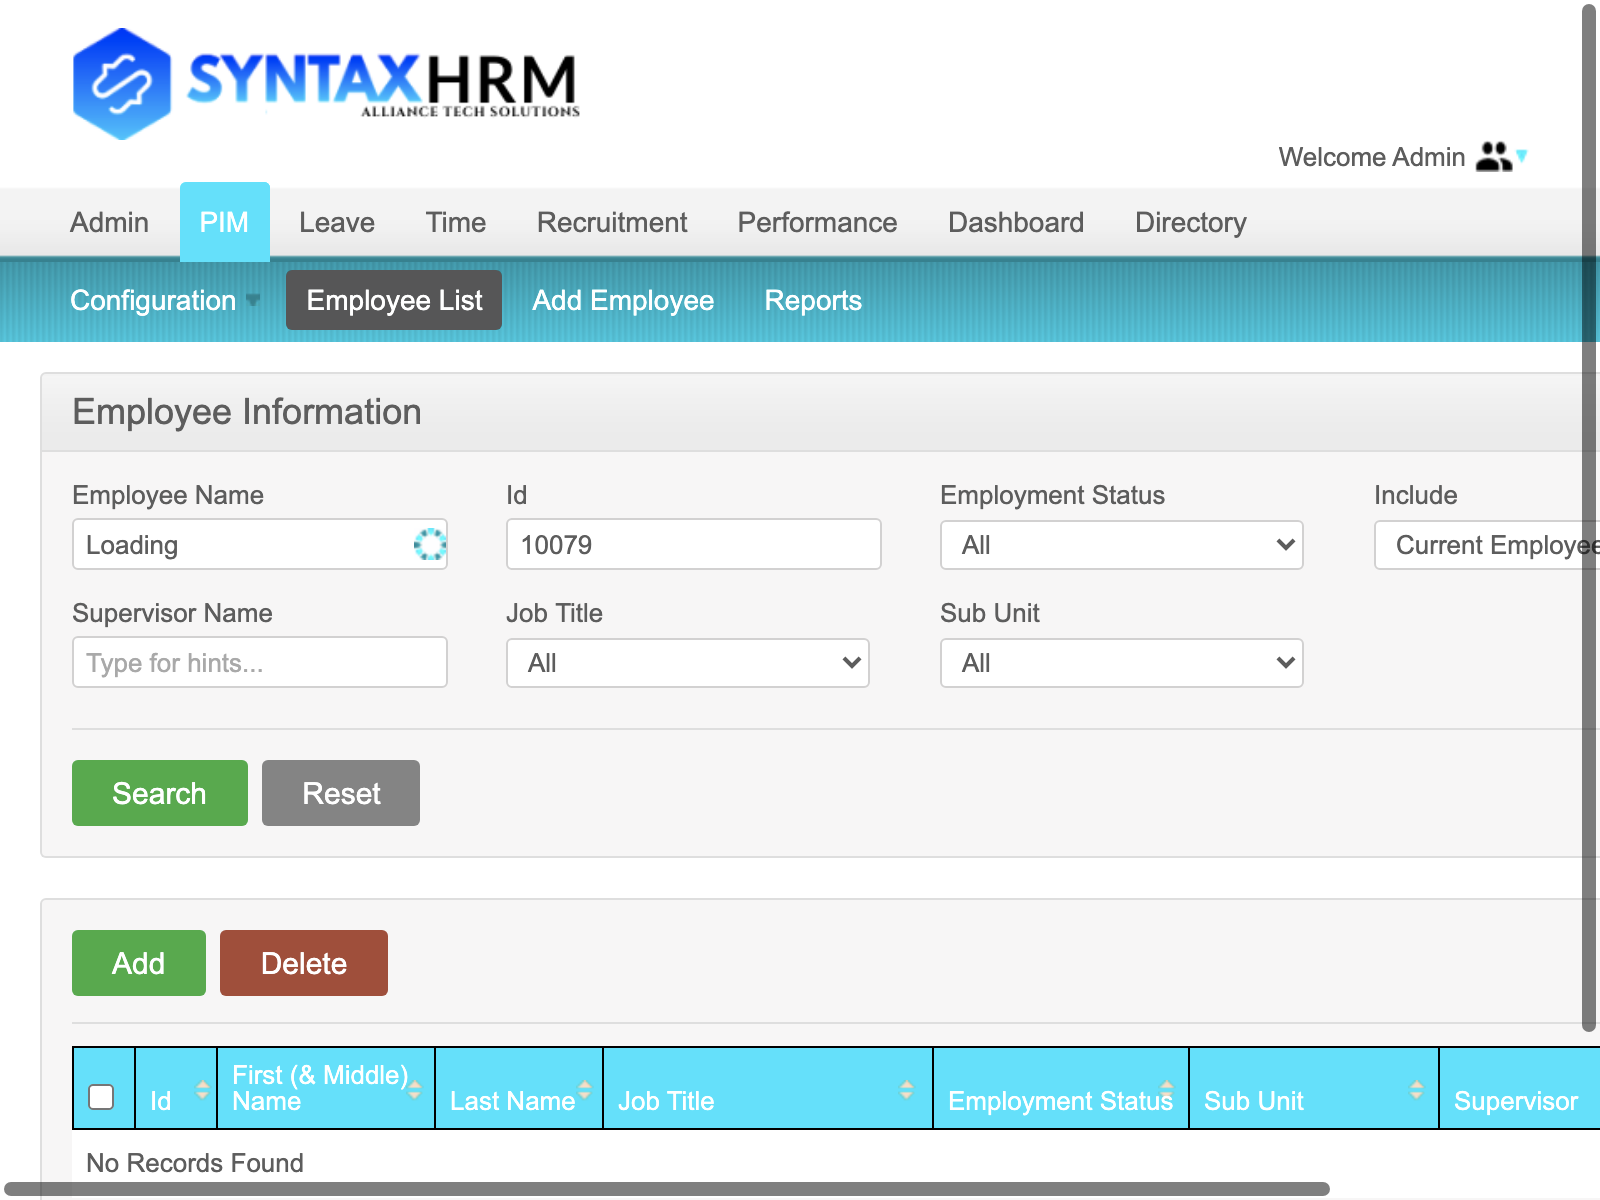 SYNTAXHRM
ALLIANCE TECH SOLUTIONS
Welcome Admin
Admin PIM Leave Time Recruitment Performance Dashboard Directory
Configuration Employee List Add Employee Reports
Employee Information
Employee Name Id Employment Status Include
Loading 10079 All Current Employee
Supervisor Name Job Title Sub Unit
Type for hints... All All
Search Reset
Add Delete
Id First (& Middle) Name Last Name Job Title Employment Status Sub Unit Supervisor
No Records Found